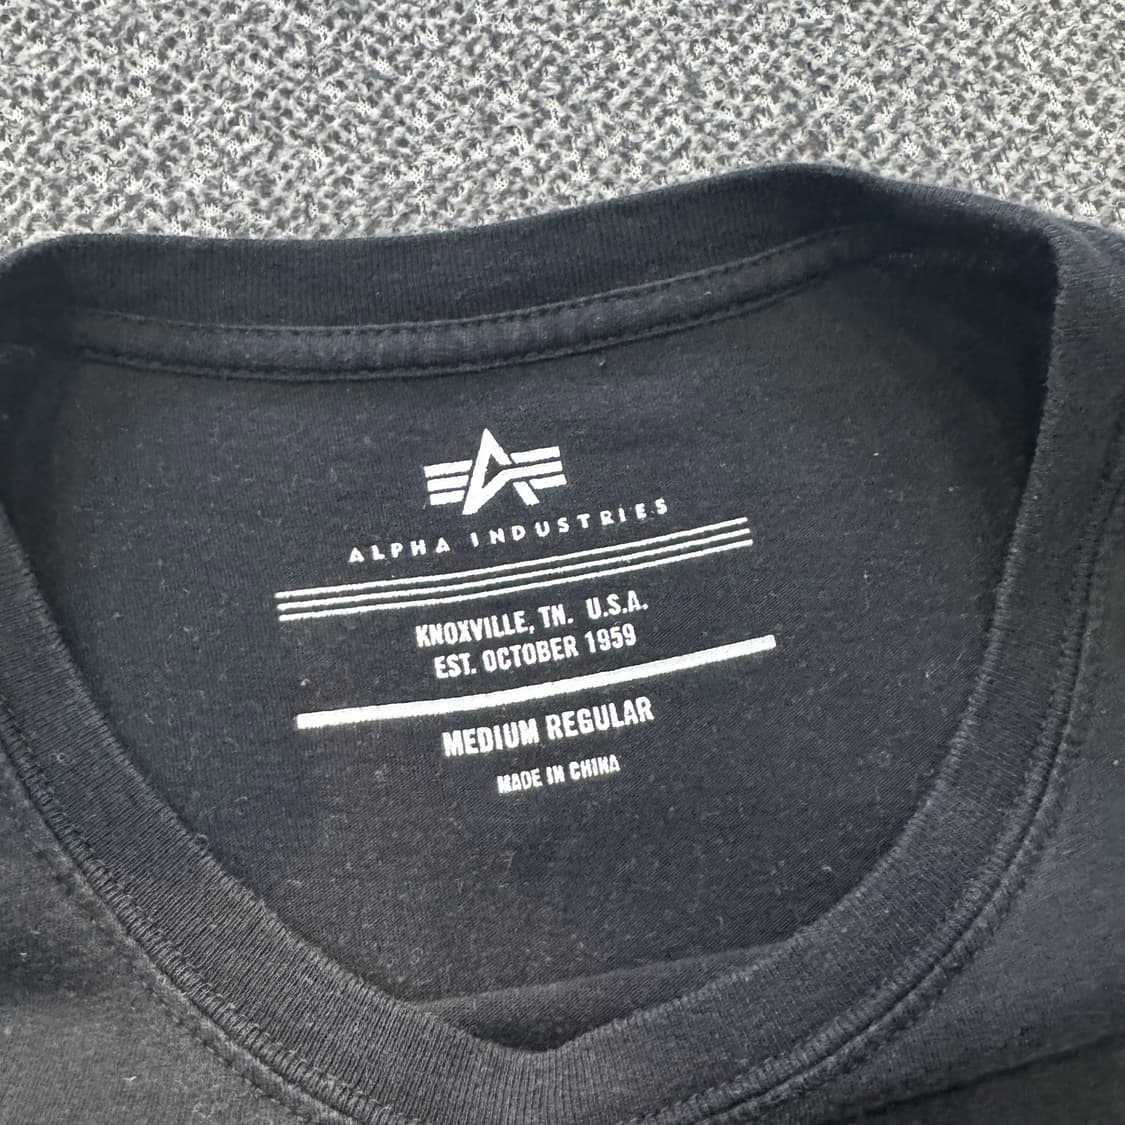 ALPHA INDUSTRIES
KNOXVILLE, TN. U.S.A.
EST. OCTOBER 1959
MEDIUM REGULAR
MADE IN CHINA